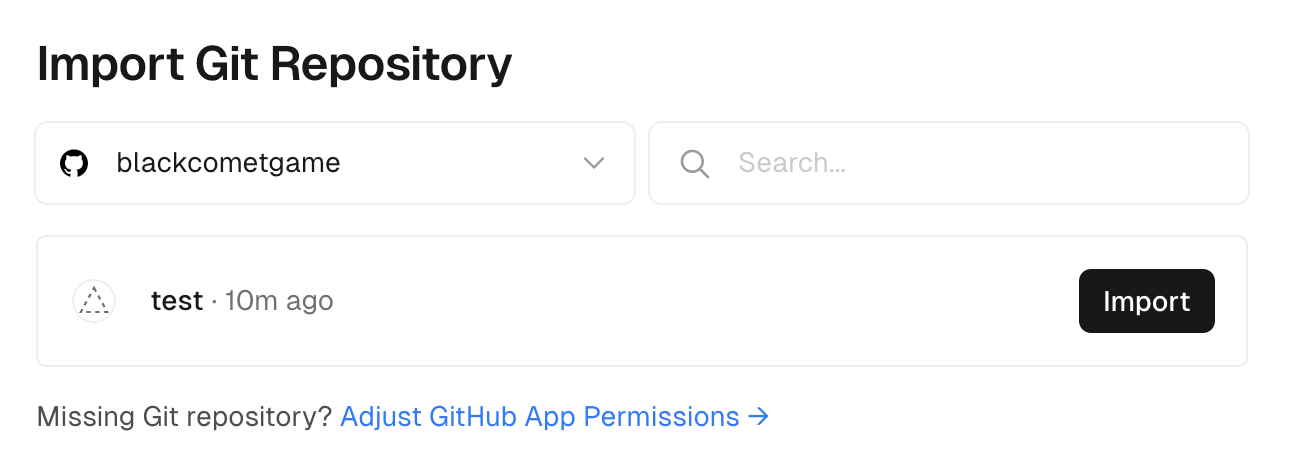 Import Git Repository
blackcometgame
Search...
test · 10m ago
Import
Missing Git repository? Adjust GitHub App Permissions →